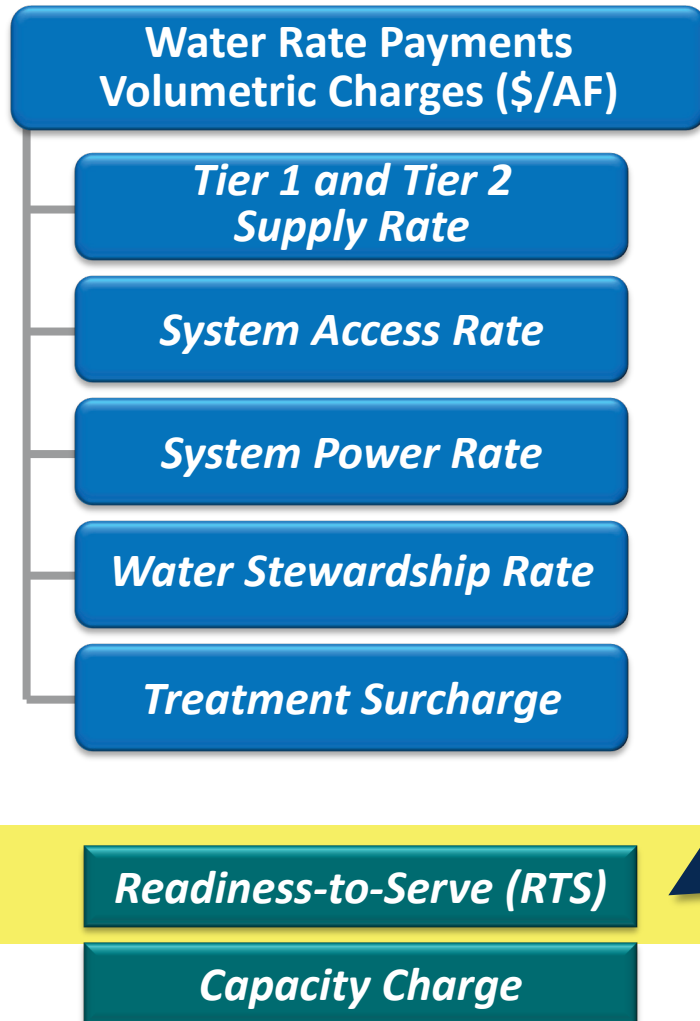 Water Rate Payments
Volumetric Charges ($/AF)
Tier 1 and Tier 2
Supply Rate
System Access Rate
System Power Rate
Water Stewardship Rate
Treatment Surcharge
Readiness-to-Serve (RTS)
Capacity Charge